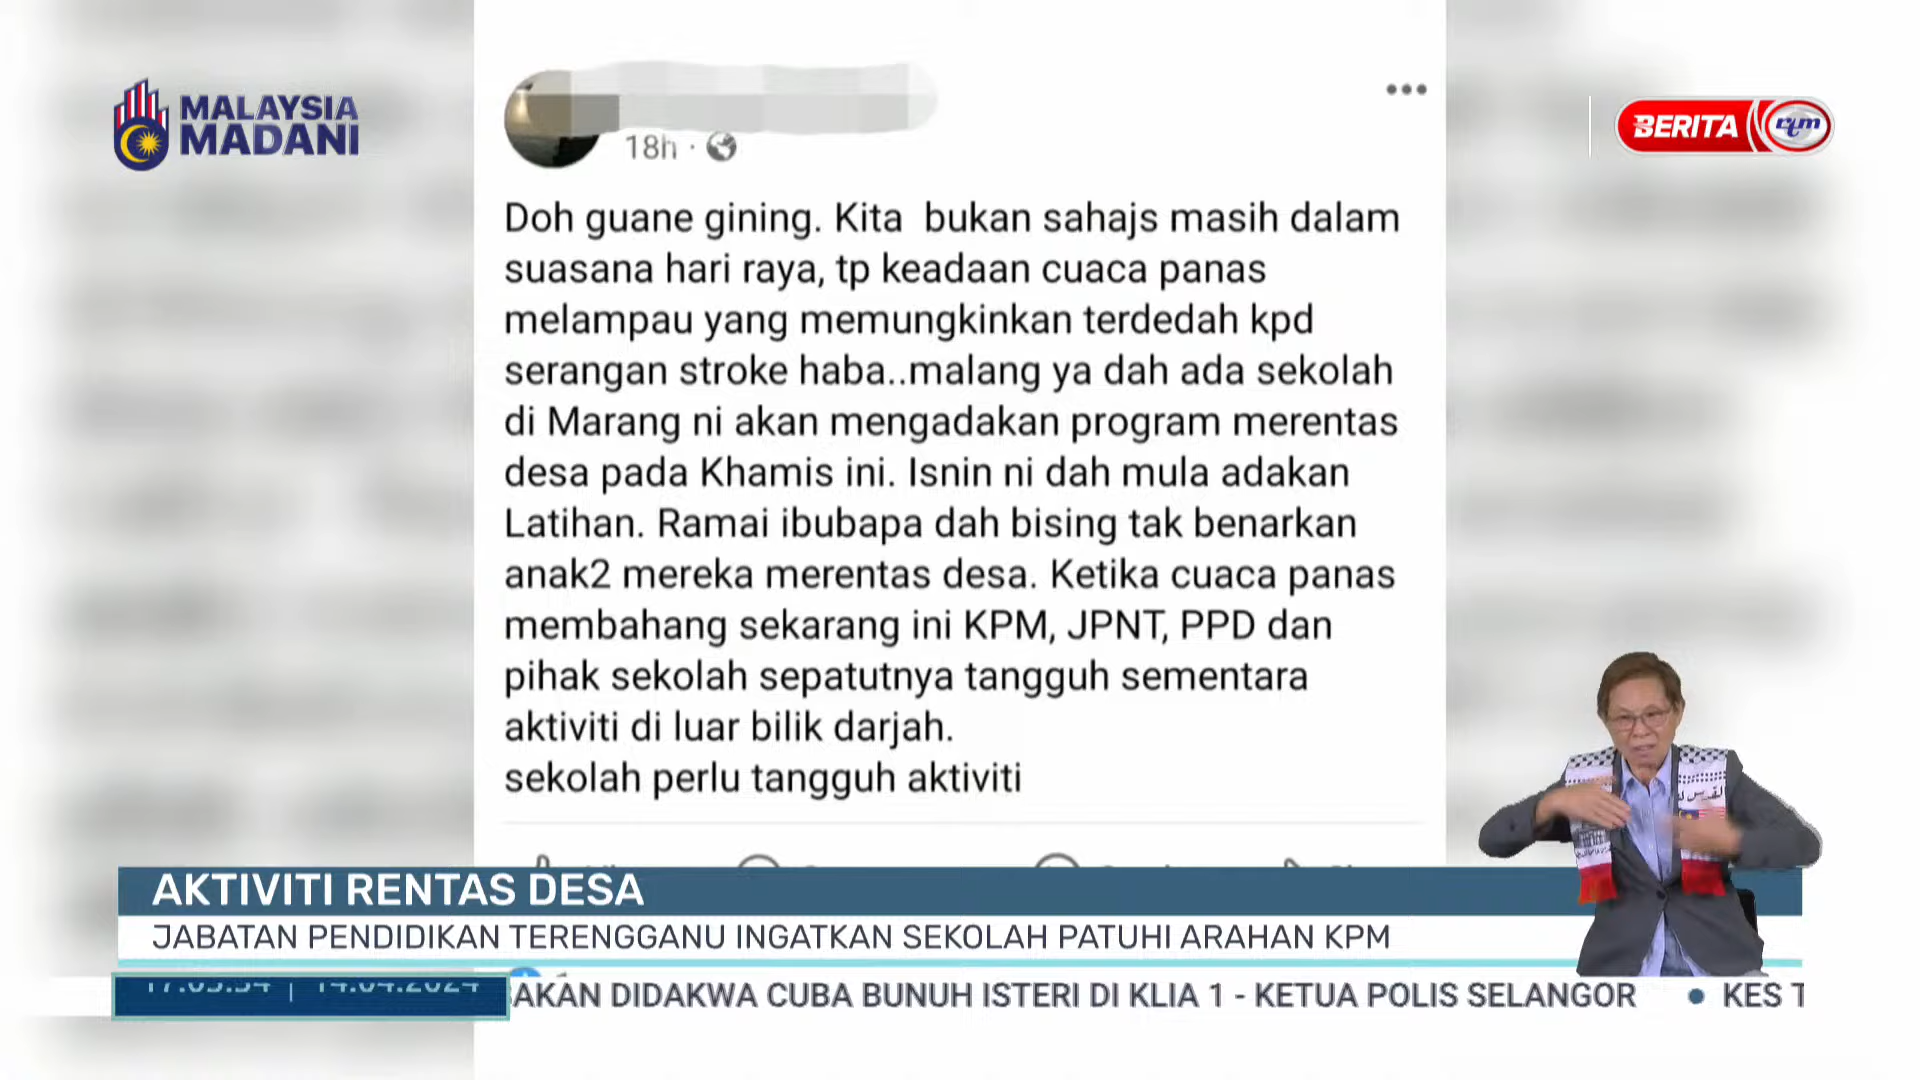 MALAYSIA
MADANI
BERITA rtm
18h ·
Doh guane gining. Kita bukan sahajs masih dalam
suasana hari raya, tp keadaan cuaca panas
melampau yang memungkinkan terdedah kpd
serangan stroke haba..malang ya dah ada sekolah
di Marang ni akan mengadakan program merentas
desa pada Khamis ini. Isnin ni dah mula adakan
Latihan. Ramai ibubapa dah bising tak benarkan
anak2 mereka merentas desa. Ketika cuaca panas
membahang sekarang ini KPM, JPNT, PPD dan
pihak sekolah sepatutnya tangguh sementara
aktiviti di luar bilik darjah.
sekolah perlu tangguh aktiviti
AKTIVITI RENTAS DESA
JABATAN PENDIDIKAN TERENGGANU INGATKAN SEKOLAH PATUHI ARAHAN KPM
14.04.2024
AKAN DIDAKWA CUBA BUNUH ISTERI DI KLIA 1 - KETUA POLIS SELANGOR • KES T